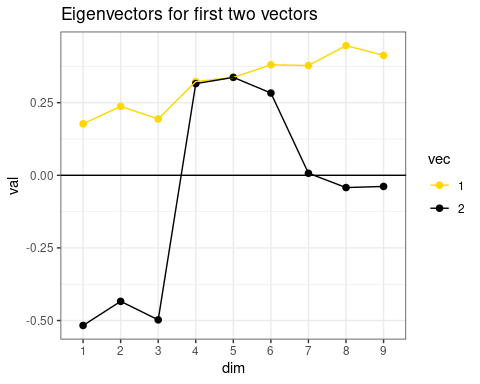 Eigenvectors for first two vectors
val
0.25
0.00
-0.25
-0.50
1 2 3 4 5 6 7 8 9
dim
vec
1
2